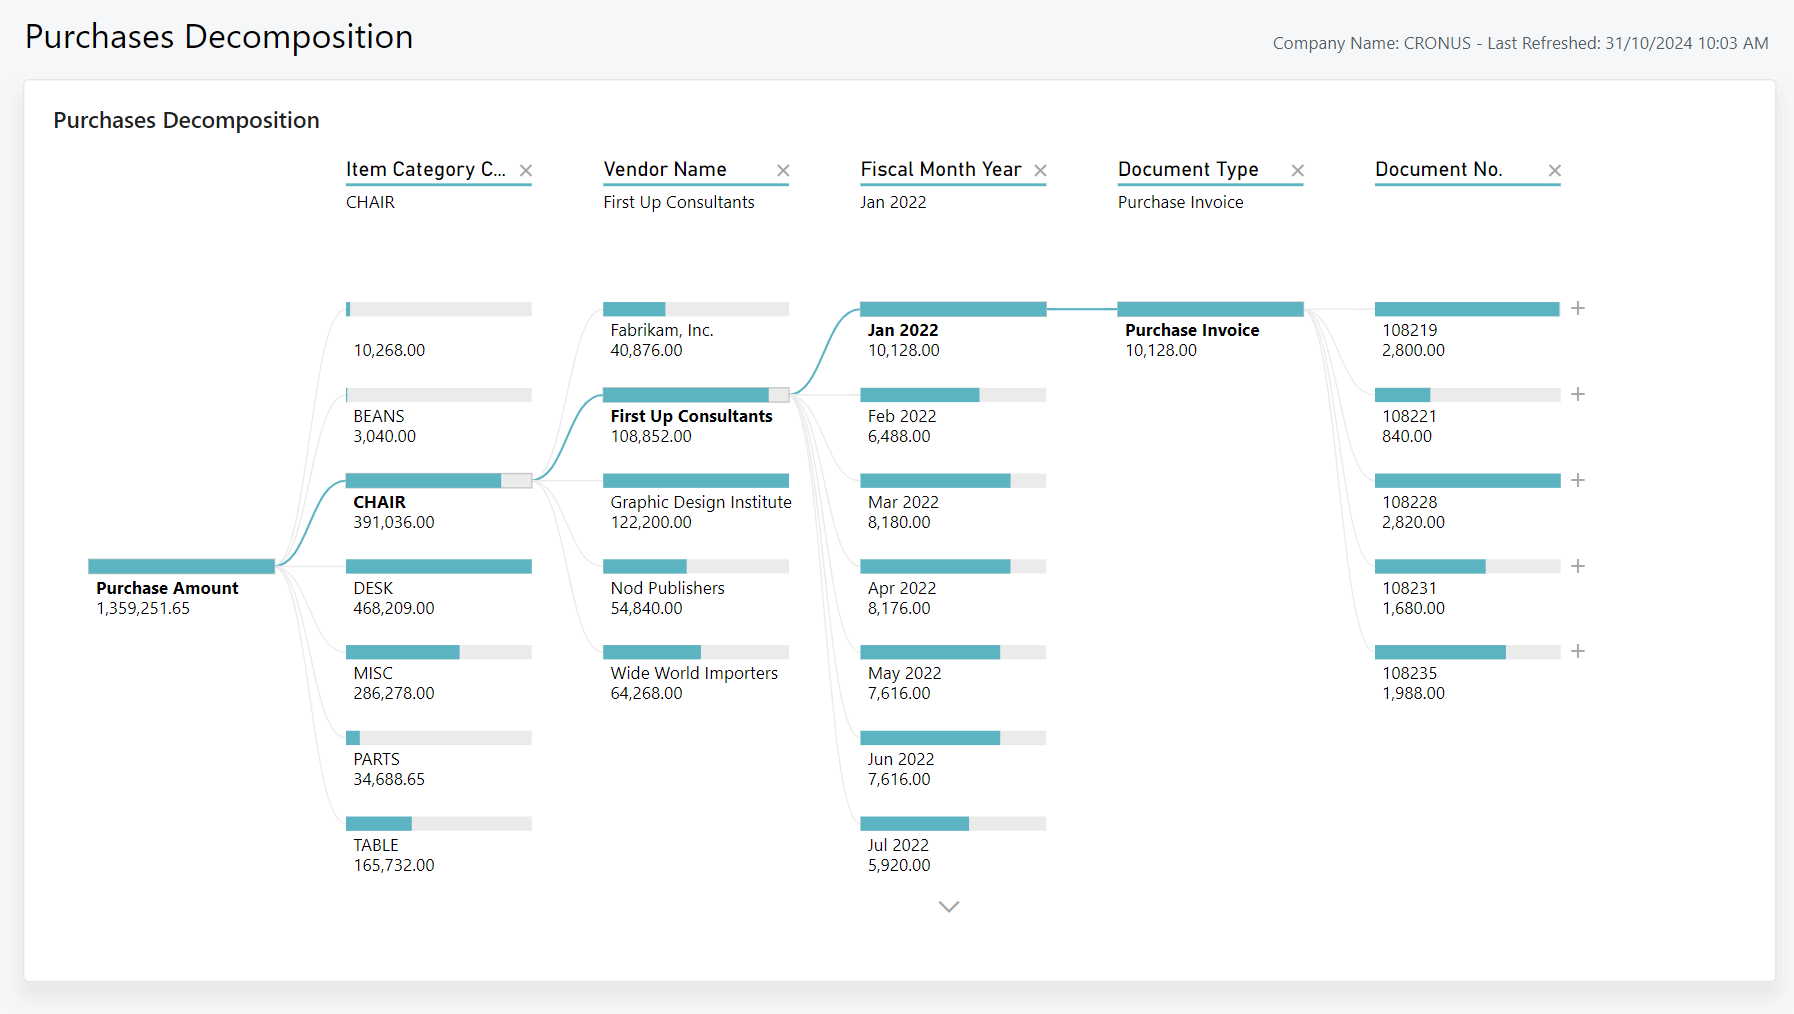 Purchases Decomposition
Company Name: CRONUS - Last Refreshed: 31/10/2024 10:03 AM
Purchases Decomposition
Item Category C...
CHAIR
Vendor Name
First Up Consultants
Fiscal Month Year
Jan 2022
Document Type
Purchase Invoice
Document No.
Purchase Amount
1,359,251.65
10,268.00
BEANS
3,040.00
CHAIR
391,036.00
DESK
468,209.00
MISC
286,278.00
PARTS
34,688.65
TABLE
165,732.00
Fabrikam, Inc.
40,876.00
First Up Consultants
108,852.00
Graphic Design Institute
122,200.00
Nod Publishers
54,840.00
Wide World Importers
64,268.00
Jan 2022
10,128.00
Feb 2022
6,488.00
Mar 2022
8,180.00
Apr 2022
8,176.00
May 2022
7,616.00
Jun 2022
7,616.00
Jul 2022
5,920.00
Purchase Invoice
10,128.00
108219
2,800.00
108221
840.00
108228
2,820.00
108231
1,680.00
108235
1,988.00